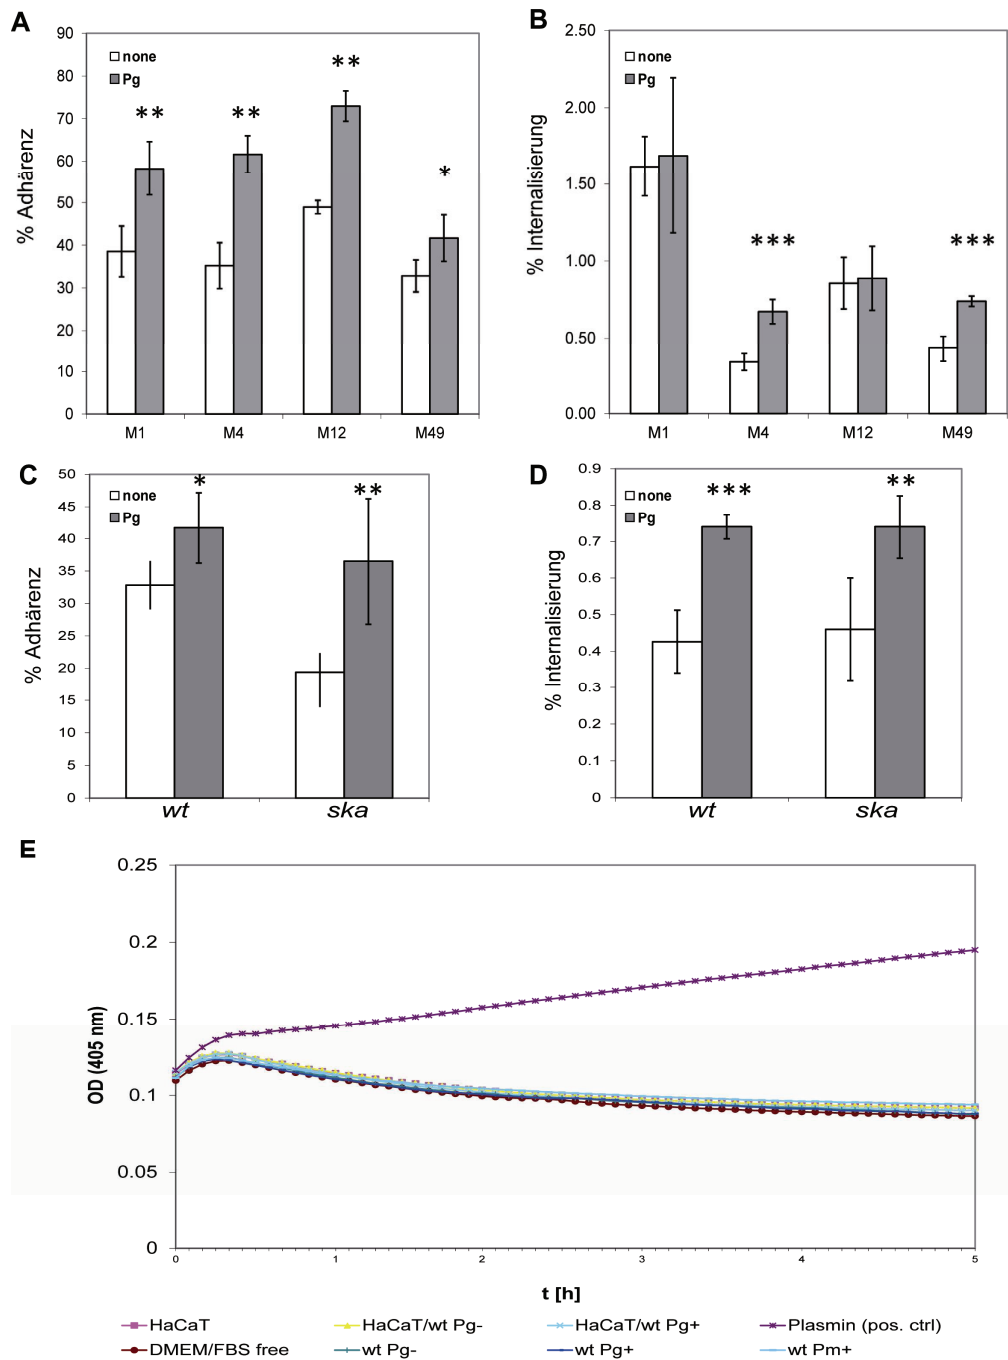 A
% Adhärenz
90
80
70
60
50
40
30
20
10
0
none
Pg
**
**
**
*
M1 M4 M12 M49
B
% Internalisierung
2.50
2.00
1.50
1.00
0.50
0.00
none
Pg
***
***
M1 M4 M12 M49
C
% Adhärenz
50
45
40
35
30
25
20
15
10
5
0
none
Pg
*
**
wt ska
D
% Internalisierung
0.9
0.8
0.7
0.6
0.5
0.4
0.3
0.2
0.1
0
none
Pg
***
**
wt ska
E
OD (405 nm)
0.25
0.2
0.15
0.1
0.05
0
0 1 2 3 4 5
t [h]
HaCaT HaCaT/wt Pg- HaCaT/wt Pg+ Plasmin (pos. ctrl)
DMEM/FBS free wt Pg- wt Pg+ wt Pm+